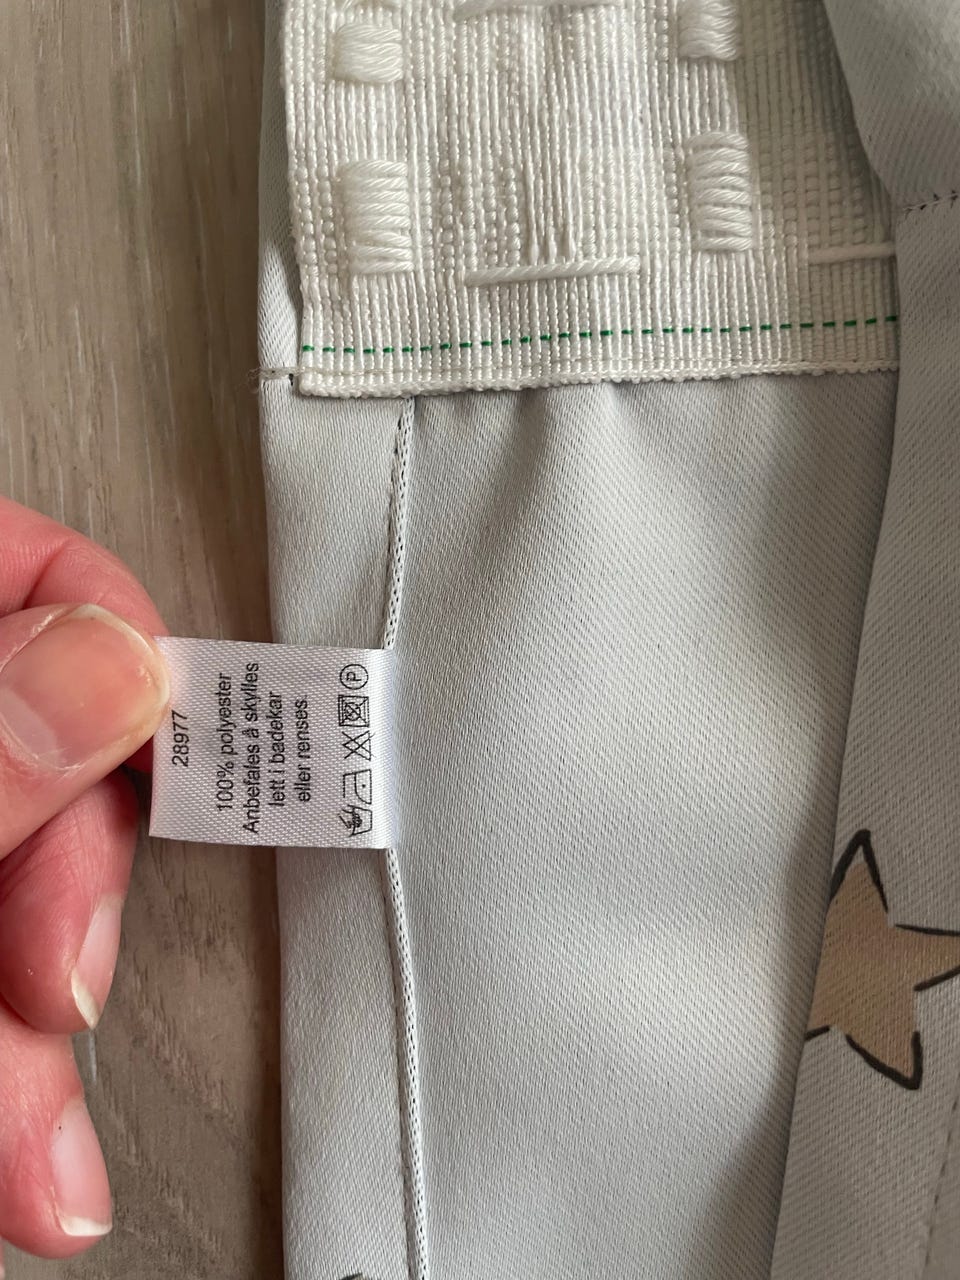 28977
100% polyester
Anbefales å skylles
lett i badekar
eller renses.
P